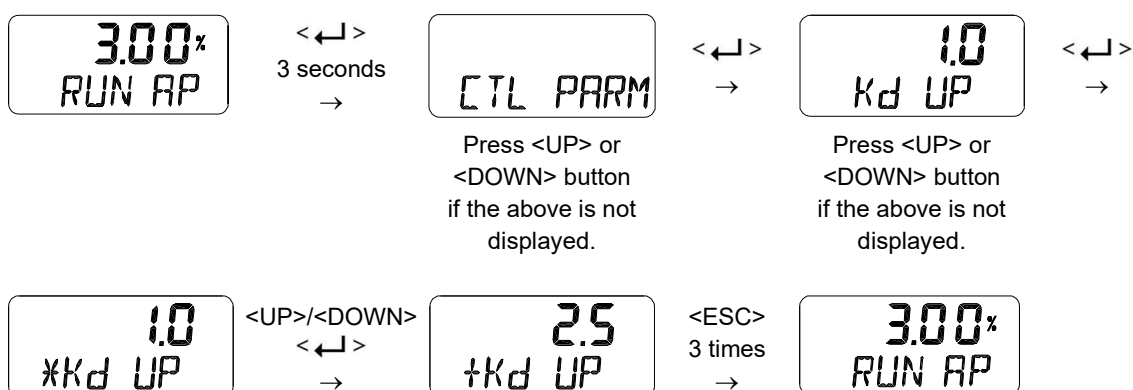 3.00%
RUN AP
< ↵ >
3 seconds
→
CTL PARM
Press <UP> or
<DOWN> button
if the above is not
displayed.
< ↵ >
→
1.0
Kd UP
Press <UP> or
<DOWN> button
if the above is not
displayed.
< ↵ >
→
1.0
*Kd UP
<UP>/<DOWN>
< ↵ >
→
2.5
+Kd UP
<ESC>
3 times
→
3.00%
RUN AP